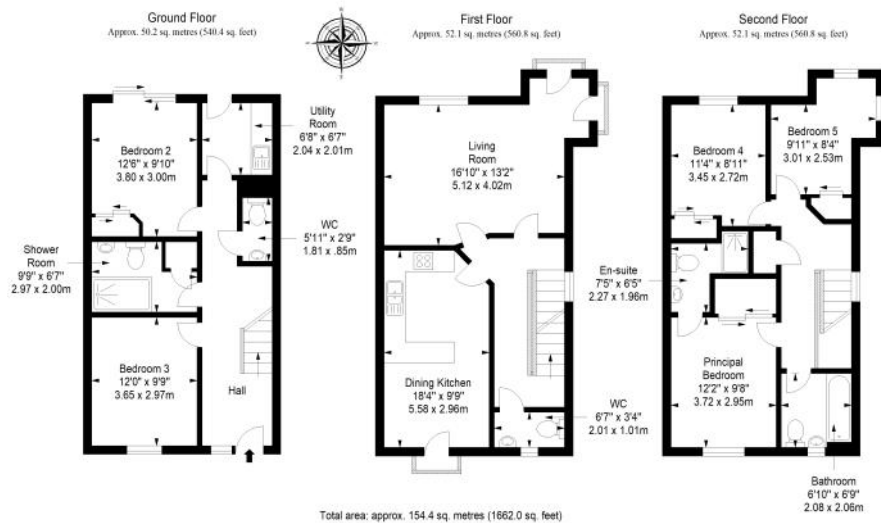 Ground Floor
Approx. 50.2 sq. metres (540.4 sq. feet)
First Floor
Approx. 52.1 sq. metres (560.8 sq. feet)
Second Floor
Approx. 52.1 sq. metres (560.8 sq. feet)
Bedroom 2
12'6" x 9'10"
3.80 x 3.00m
Utility
Room
6'8" x 6'7"
2.04 x 2.01m
WC
5'11" x 2'9"
1.81 x .85m
Shower
Room
9'9" x 6'7"
2.97 x 2.00m
Bedroom 3
12'0" x 9'9"
3.65 x 2.97m
Hall
Living
Room
16'10" x 13'2"
5.12 x 4.02m
Dining Kitchen
18'4" x 9'9"
5.58 x 2.96m
WC
6'7" x 3'4"
2.01 x 1.01m
Bedroom 4
11'4" x 8'11"
3.45 x 2.72m
Bedroom 5
9'11" x 8'4"
3.01 x 2.53m
En-suite
7'5" x 6'5"
2.27 x 1.96m
Principal
Bedroom
12'2" x 9'8"
3.72 x 2.95m
Bathroom
6'10" x 6'9"
2.08 x 2.06m
Total area: approx. 154.4 sq. metres (1662.0 sq. feet)